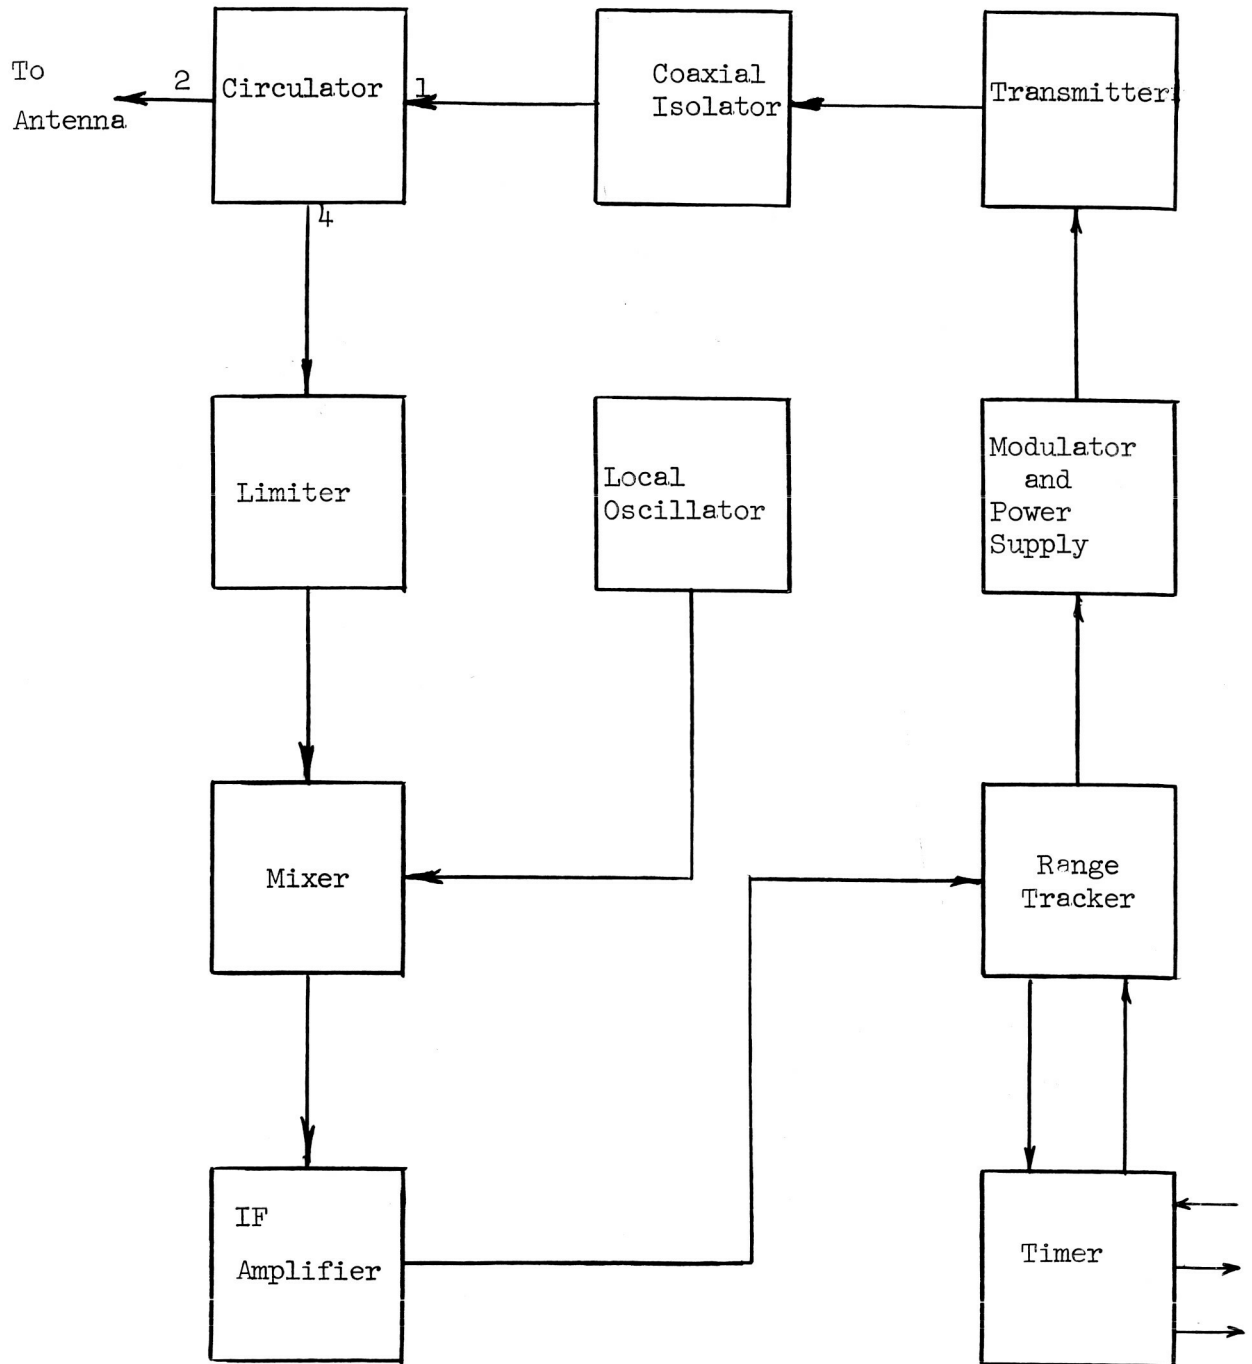 To
Antenna
2
Circulator
1
4
Coaxial
Isolator
Transmitter
Limiter
Local
Oscillator
Modulator
and
Power
Supply
Mixer
Range
Tracker
IF
Amplifier
Timer